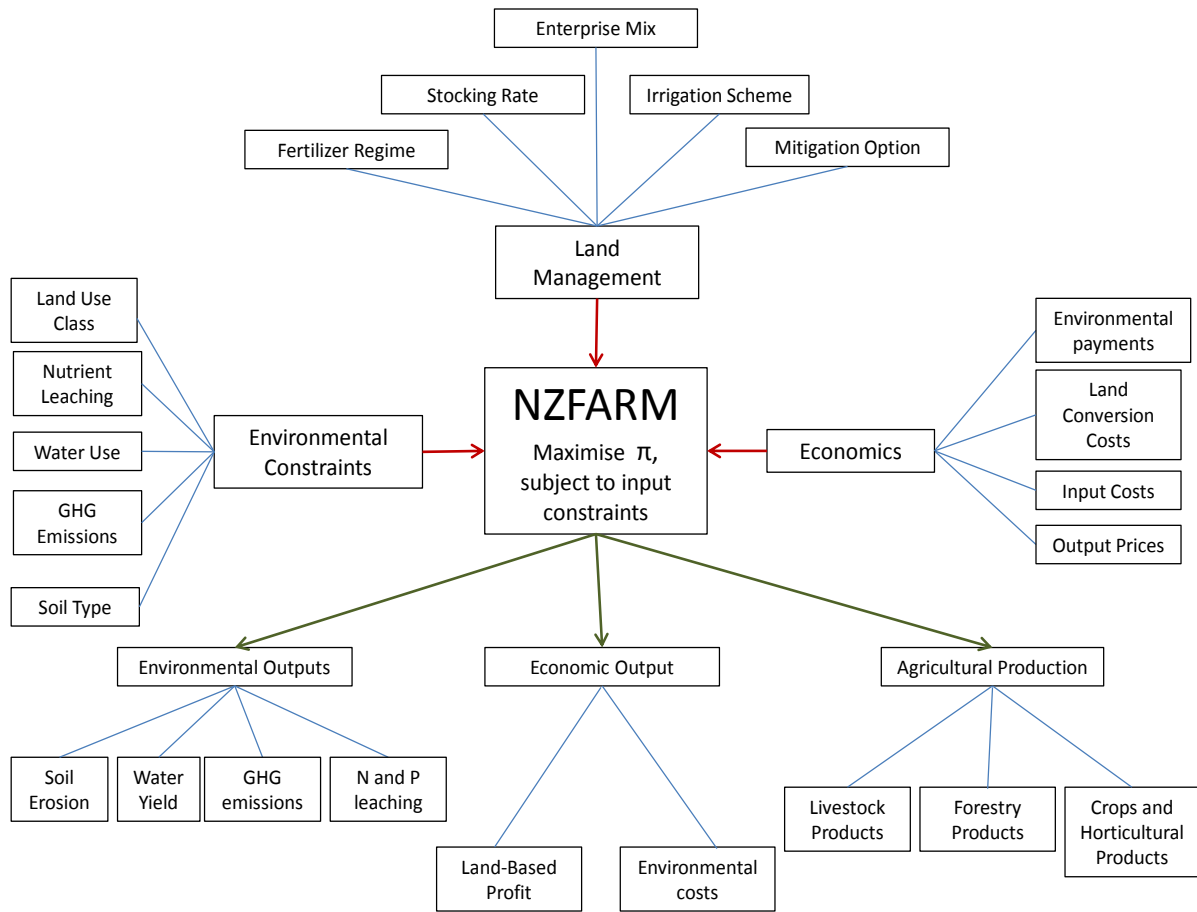 Enterprise Mix
Stocking Rate
Irrigation Scheme
Fertilizer Regime
Mitigation Option
Land
Management
Land Use
Class
Nutrient
Leaching
Water Use
GHG
Emissions
Soil Type
Environmental
Constraints
NZFARM
Maximise π,
subject to input
constraints
Economics
Environmental
payments
Land
Conversion
Costs
Input Costs
Output Prices
Environmental Outputs
Economic Output
Agricultural Production
Soil
Erosion
Water
Yield
GHG
emissions
N and P
leaching
Land-Based
Profit
Environmental
costs
Livestock
Products
Forestry
Products
Crops and
Horticultural
Products